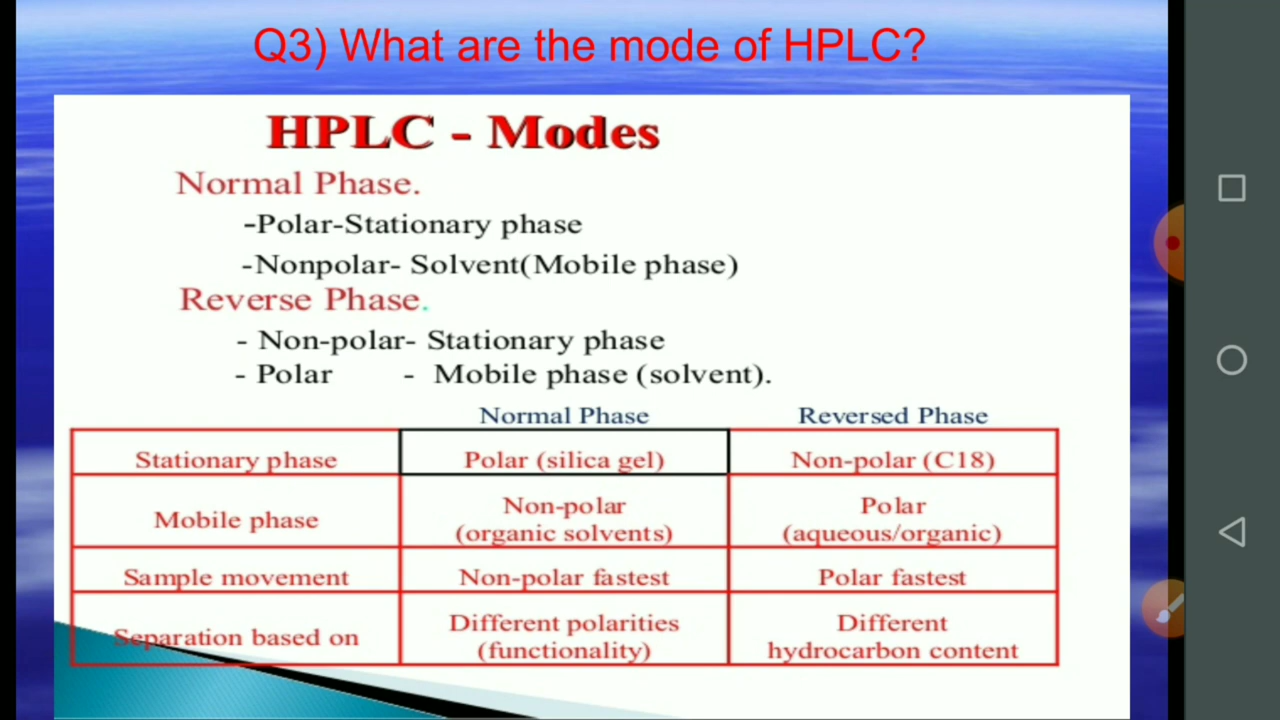 Q3) What are the mode of HPLC?
HPLC - Modes
Normal Phase.
-Polar-Stationary phase
-Nonpolar- Solvent(Mobile phase)
Reverse Phase.
- Non-polar- Stationary phase
- Polar - Mobile phase (solvent).
Normal Phase Reversed Phase
Stationary phase Polar (silica gel) Non-polar (C18)
Mobile phase Non-polar (organic solvents) Polar (aqueous/organic)
Sample movement Non-polar fastest Polar fastest
Separation based on Different polarities (functionality) Different hydrocarbon content